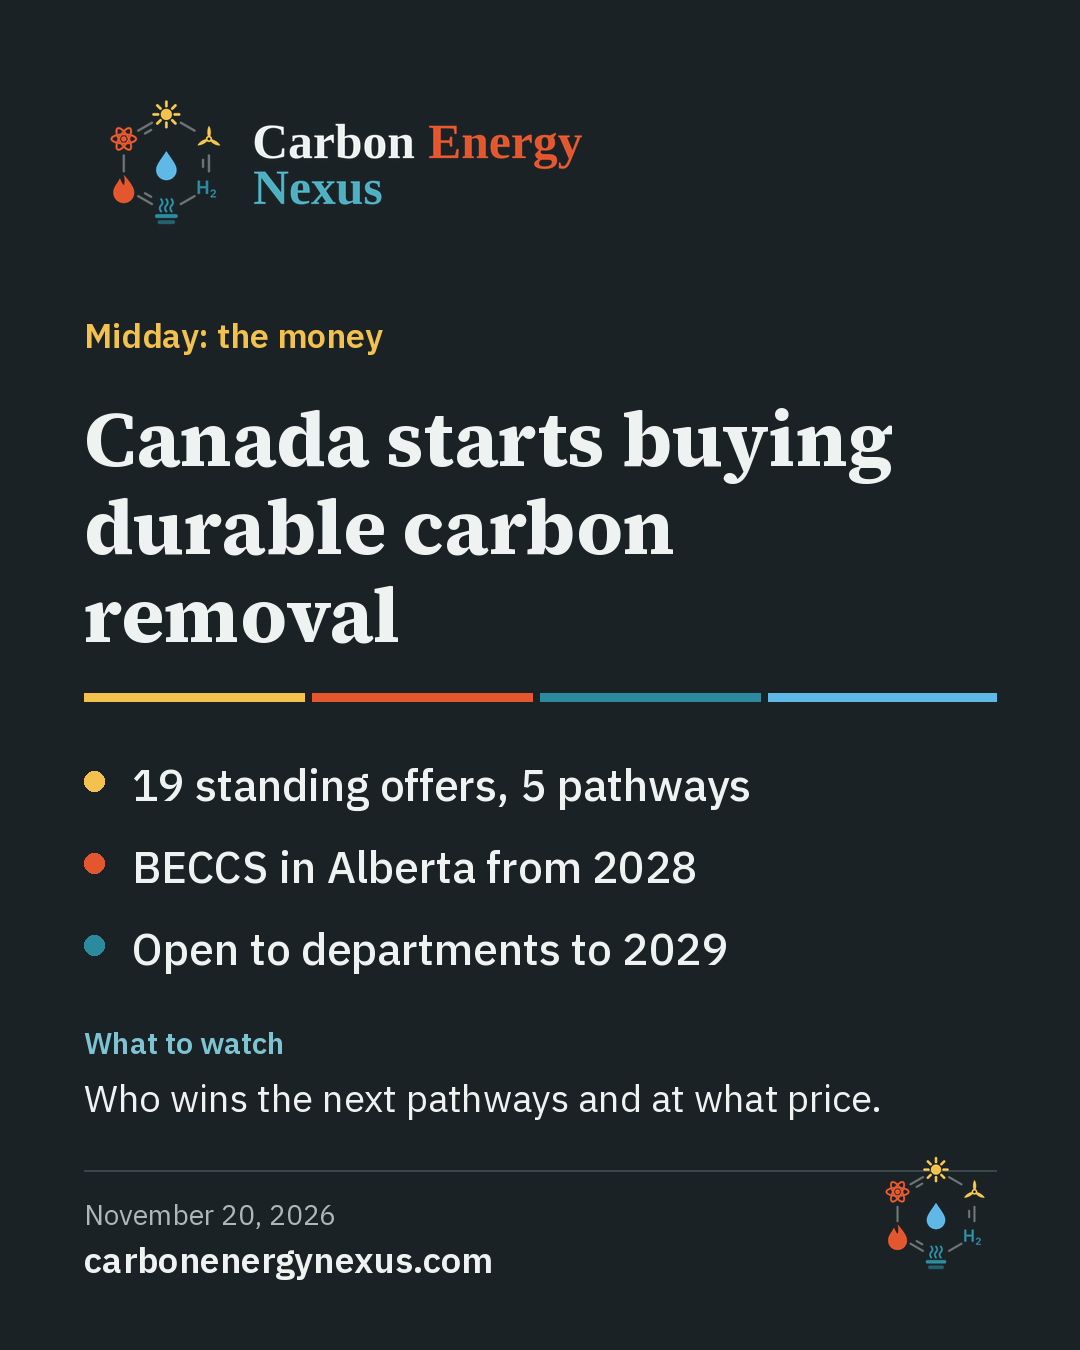 Carbon Energy
Nexus
H₂
Midday: the money
Canada starts buying
durable carbon
removal
19 standing offers, 5 pathways
BECCS in Alberta from 2028
Open to departments to 2029
What to watch
Who wins the next pathways and at what price.
November 20, 2026
carbonenergynexus.com
H₂